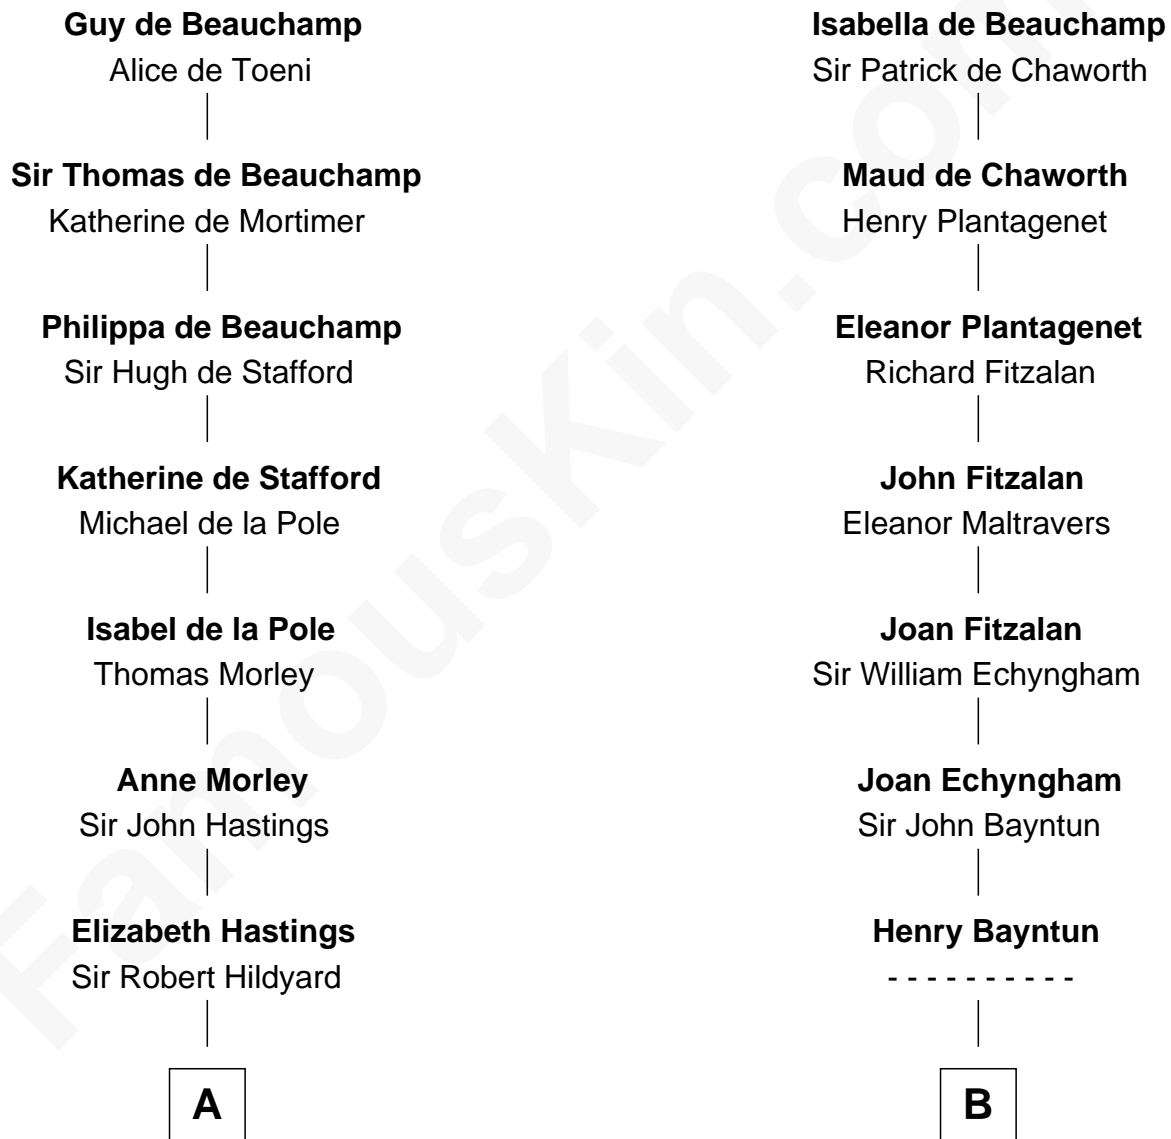 Guy de Beauchamp
Alice de Toeni
Sir Thomas de Beauchamp
Katherine de Mortimer
Philippa de Beauchamp
Sir Hugh de Stafford
Katherine de Stafford
Michael de la Pole
Isabel de la Pole
Thomas Morley
Anne Morley
Sir John Hastings
Elizabeth Hastings
Sir Robert Hildyard
A
Isabella de Beauchamp
Sir Patrick de Chaworth
Maud de Chaworth
Henry Plantagenet
Eleanor Plantagenet
Richard Fitzalan
John Fitzalan
Eleanor Maltravers
Joan Fitzalan
Sir William Echyngham
Joan Echyngham
Sir John Bayntun
Henry Bayntun
- - - - - - - - - -
B
FamousKin.com